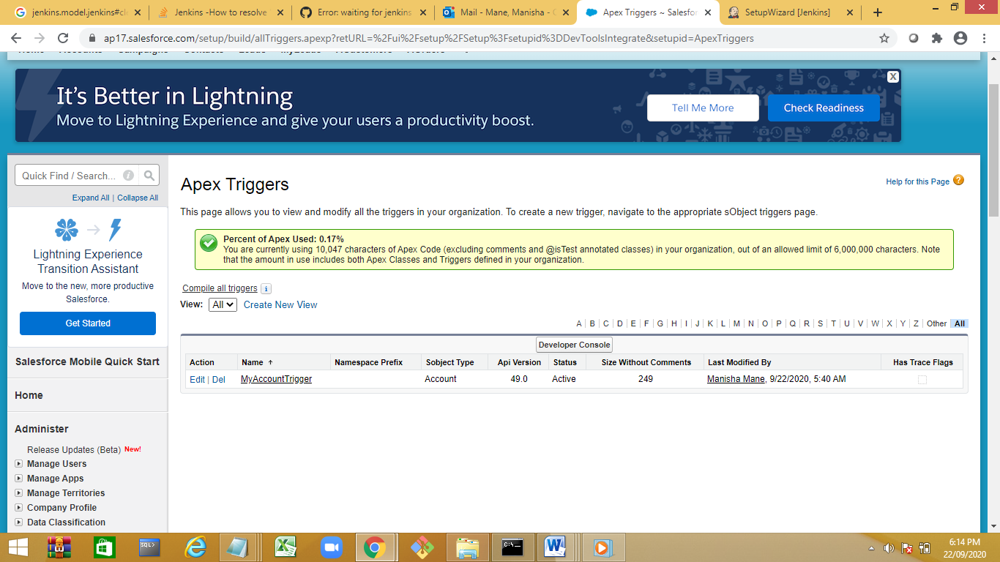 jenkins.model.jenkins#cl
Jenkins -How to resolve
Error: waiting for jenkins
Mail - Mane, Manisha - O
Apex Triggers ~ Salesfor
SetupWizard [Jenkins]
ap17.salesforce.com/setup/build/allTriggers.apexp?retURL=%2Fui%2Fsetup%2FSetup%3Fsetupid%3DDevToolsIntegrate&setupid=ApexTriggers
It's Better in Lightning
Move to Lightning Experience and give your users a productivity boost.
Tell Me More
Check Readiness
X
Quick Find / Search...
Expand All | Collapse All
Lightning Experience
Transition Assistant
Move to the new, more productive
Salesforce.
Get Started
Salesforce Mobile Quick Start
Home
Administer
Release Updates (Beta) New!
Manage Users
Manage Apps
Manage Territories
Company Profile
Data Classification
Apex Triggers
Help for this Page ?
This page allows you to view and modify all the triggers in your organization. To create a new trigger, navigate to the appropriate sObject triggers page.
Percent of Apex Used: 0.17%
You are currently using 10,047 characters of Apex Code (excluding comments and @isTest annotated classes) in your organization, out of an allowed limit of 6,000,000 characters. Note
that the amount in use includes both Apex Classes and Triggers defined in your organization.
Compile all triggers i
View: All Create New View
A | B | C | D | E | F | G | H | I | J | K | L | M | N | O | P | Q | R | S | T | U | V | W | X | Y | Z | Other | All
Developer Console
Action Name Namespace Prefix Sobject Type Api Version Status Size Without Comments Last Modified By Has Trace Flags
Edit | Del MyAccountTrigger Account 49.0 Active 249 Manisha Mane, 9/22/2020, 5:40 AM
SQL>
C:\_
6:14 PM
22/09/2020